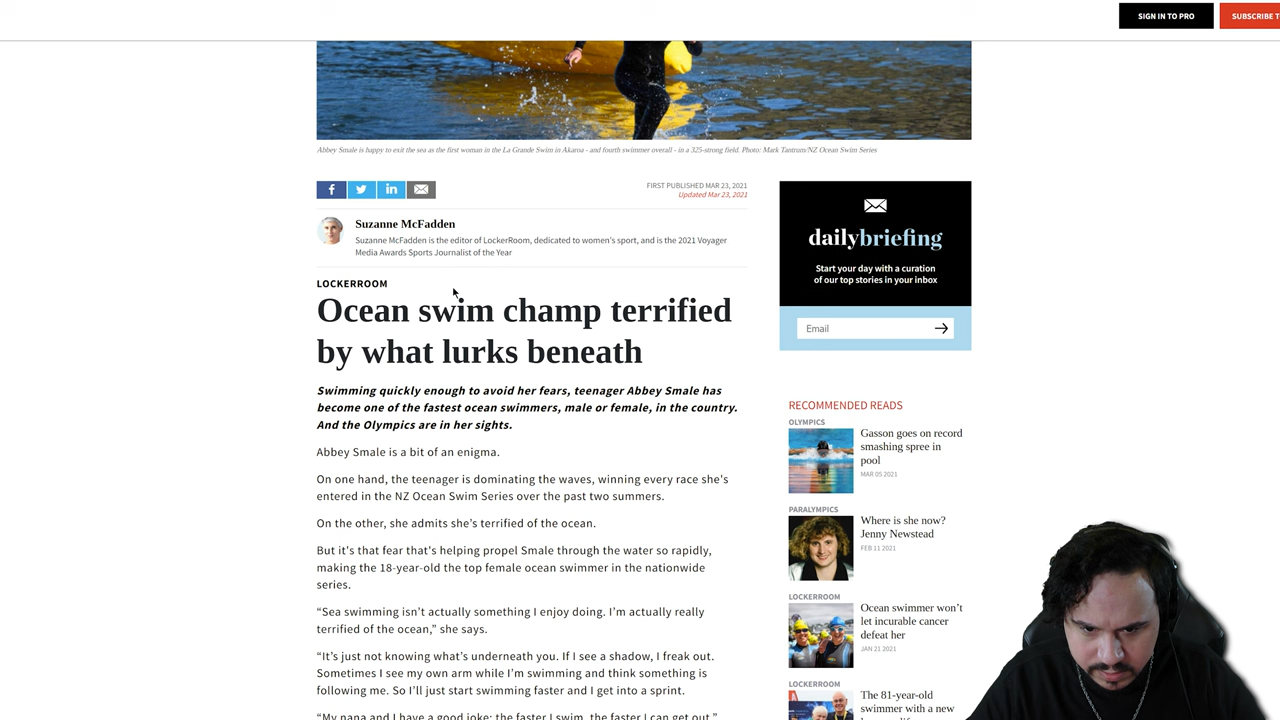 SIGN IN TO PRO
SUBSCRIBE T
Abbey Smale is happy to exit the sea as the first woman in the La Grande Swim in Akaroa - and fourth swimmer overall - in a 325-strong field. Photo: Mark Tantrum/NZ Ocean Swim Series
FIRST PUBLISHED MAR 23, 2021
Updated Mar 23, 2021
Suzanne McFadden
Suzanne McFadden is the editor of LockerRoom, dedicated to women's sport, and is the 2021 Voyager
Media Awards Sports Journalist of the Year
LOCKERROOM
Ocean swim champ terrified
by what lurks beneath
Swimming quickly enough to avoid her fears, teenager Abbey Smale has
become one of the fastest ocean swimmers, male or female, in the country.
And the Olympics are in her sights.
Abbey Smale is a bit of an enigma.
On one hand, the teenager is dominating the waves, winning every race she's
entered in the NZ Ocean Swim Series over the past two summers.
On the other, she admits she’s terrified of the ocean.
But it's that fear that's helping propel Smale through the water so rapidly,
making the 18-year-old the top female ocean swimmer in the nationwide
series.
“Sea swimming isn’t actually something I enjoy doing. I’m actually really
terrified of the ocean,” she says.
“It’s just not knowing what’s underneath you. If I see a shadow, I freak out.
Sometimes I see my own arm while I’m swimming and think something is
following me. So I’ll just start swimming faster and I get into a sprint.
“My nana and I have a good joke: the faster I swim, the faster I can get out.”
dailybriefing
Start your day with a curation
of our top stories in your inbox
Email
RECOMMENDED READS
OLYMPICS
Gasson goes on record
smashing spree in
pool
MAR 05 2021
PARALYMPICS
Where is she now?
Jenny Newstead
FEB 11 2021
LOCKERROOM
Ocean swimmer won’t
let incurable cancer
defeat her
JAN 21 2021
LOCKERROOM
The 81-year-old
swimmer with a new